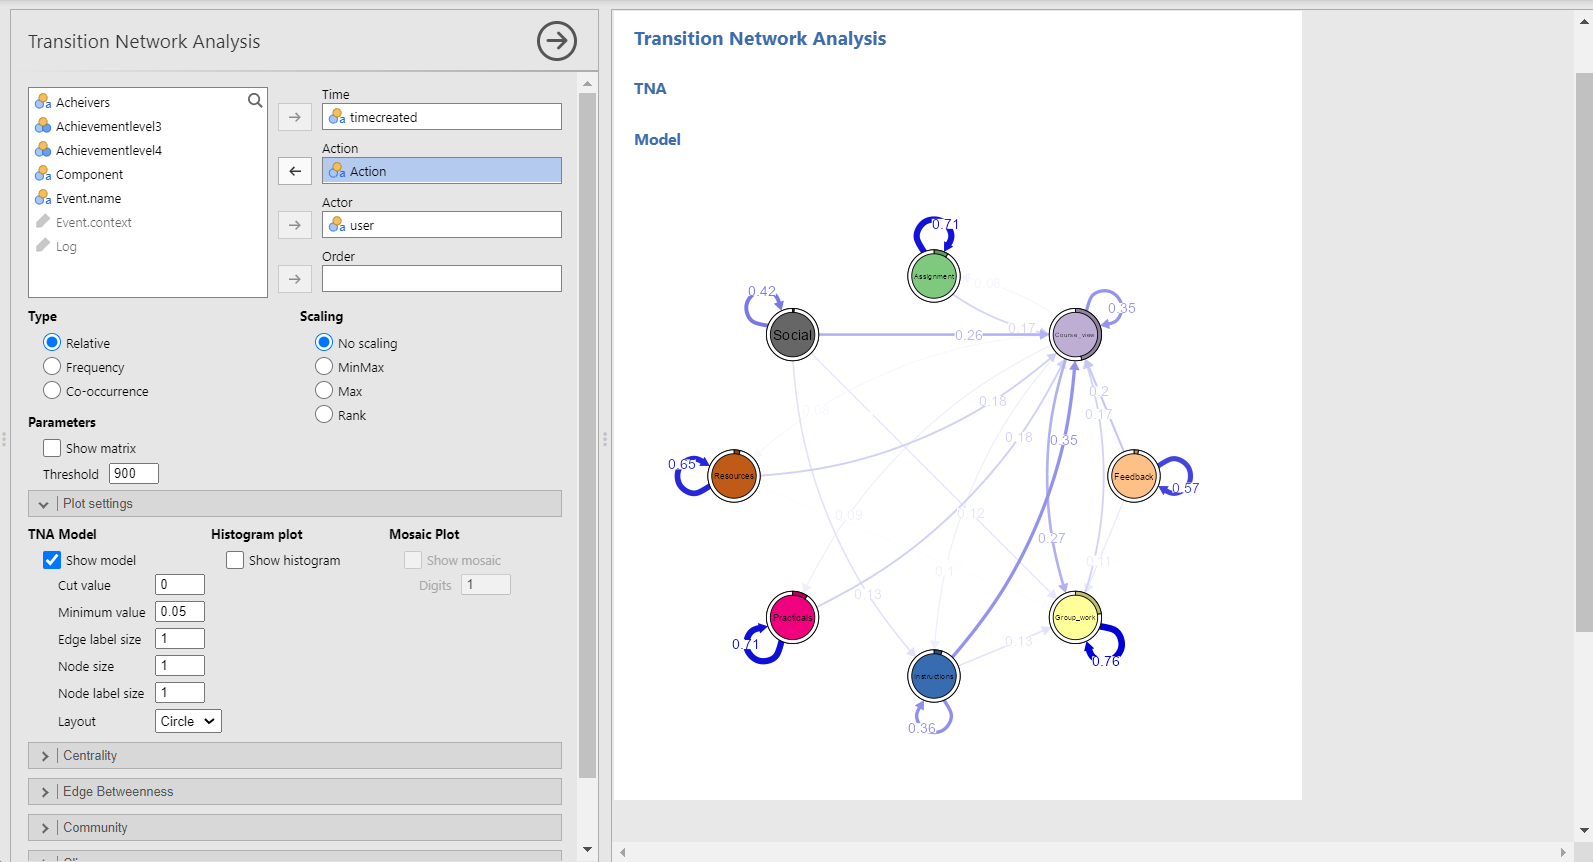 Transition Network Analysis
Acheivers
Achievementlevel3
Achievementlevel4
Component
Event.name
Event.context
Log
Time
timecreated
Action
Action
Actor
user
Order
Type
Relative
Frequency
Co-occurrence
Scaling
No scaling
MinMax
Max
Rank
Parameters
Show matrix
Threshold 900
Plot settings
TNA Model
Show model
Cut value 0
Minimum value 0.05
Edge label size 1
Node size 1
Node label size 1
Layout Circle
Histogram plot
Show histogram
Mosaic Plot
Show mosaic
Digits 1
Centrality
Edge Betweenness
Community
Transition Network Analysis
TNA
Model
0.71
Assignment
0.08
0.42
0.35
Social
0.26
0.17
Course_view
0.2
0.18
0.08
0.17
0.18
0.35
0.65
Resources
Feedback
0.57
0.09
0.12
0.27
0.1
0.11
0.13
Practicals
Group_work
0.71
0.13
0.76
Instructions
0.36